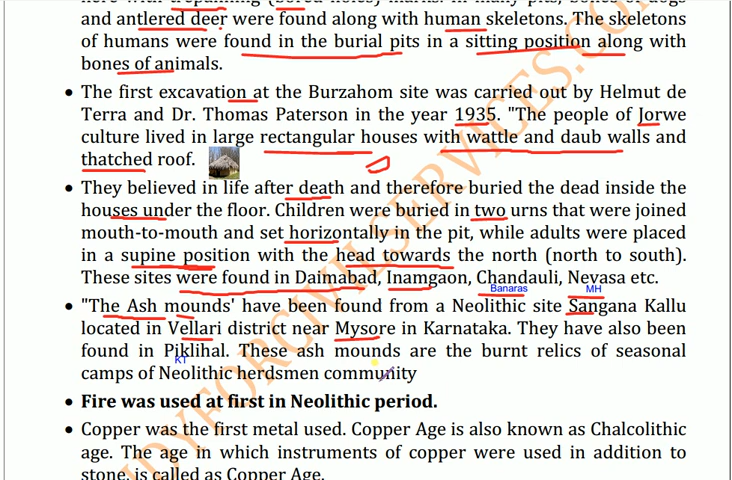 and antlered deer were found along with human skeletons. The skeletons
of humans were found in the burial pits in a sitting position along with
bones of animals.
• The first excavation at the Burzahom site was carried out by Helmut de
Terra and Dr. Thomas Paterson in the year 1935. "The people of Jorwe
culture lived in large rectangular houses with wattle and daub walls and
thatched roof.
• They believed in life after death and therefore buried the dead inside the
houses under the floor. Children were buried in two urns that were joined
mouth-to-mouth and set horizontally in the pit, while adults were placed
in a supine position with the head towards the north (north to south).
These sites were found in Daimabad, Inamgaon, Chandauli, Nevasa etc.
Banaras MH
• "The Ash mounds' have been found from a Neolithic site Sangana Kallu
located in Vellari district near Mysore in Karnataka. They have also been
found in Piklihal. These ash mounds are the burnt relics of seasonal
KT
camps of Neolithic herdsmen community
• Fire was used at first in Neolithic period.
• Copper was the first metal used. Copper Age is also known as Chalcolithic
age. The age in which instruments of copper were used in addition to
stone, is called as Copper Age.